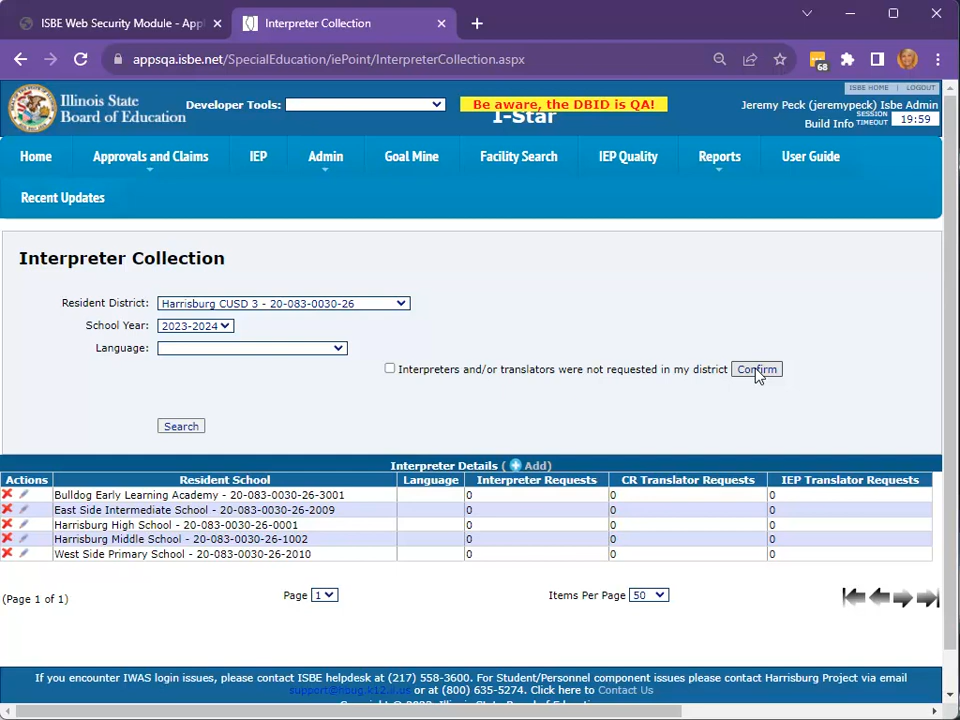 ISBE Web Security Module - Appl
Interpreter Collection
68
appsqa.isbe.net/SpecialEducation/iePoint/InterpreterCollection.aspx
Illinois State
Board of Education
Developer Tools:
Be aware, the DBID is QA!
I-Star
ISBE HOME | LOGOUT
Jeremy Peck (jeremypeck) Isbe Admin
Build Info
SESSION
TIMEOUT
19:59
Home
Approvals and Claims
IEP
Admin
Goal Mine
Facility Search
IEP Quality
Reports
User Guide
Recent Updates
Interpreter Collection
Resident District: Harrisburg CUSD 3 - 20-083-0030-26
School Year: 2023-2024
Language:
Interpreters and/or translators were not requested in my district Confirm
Search
Interpreter Details ( Add)
Actions Resident School Language Interpreter Requests CR Translator Requests IEP Translator Requests
Bulldog Early Learning Academy - 20-083-0030-26-3001 0 0 0
East Side Intermediate School - 20-083-0030-26-2009 0 0 0
Harrisburg High School - 20-083-0030-26-0001 0 0 0
Harrisburg Middle School - 20-083-0030-26-1002 0 0 0
West Side Primary School - 20-083-0030-26-2010 0 0 0
(Page 1 of 1)
Page 1
Items Per Page 50
If you encounter IWAS login issues, please contact ISBE helpdesk at (217) 558-3600. For Student/Personnel component issues please contact Harrisburg Project via email
support@hbug.k12.il.us or at (800) 635-5274. Click here to Contact Us